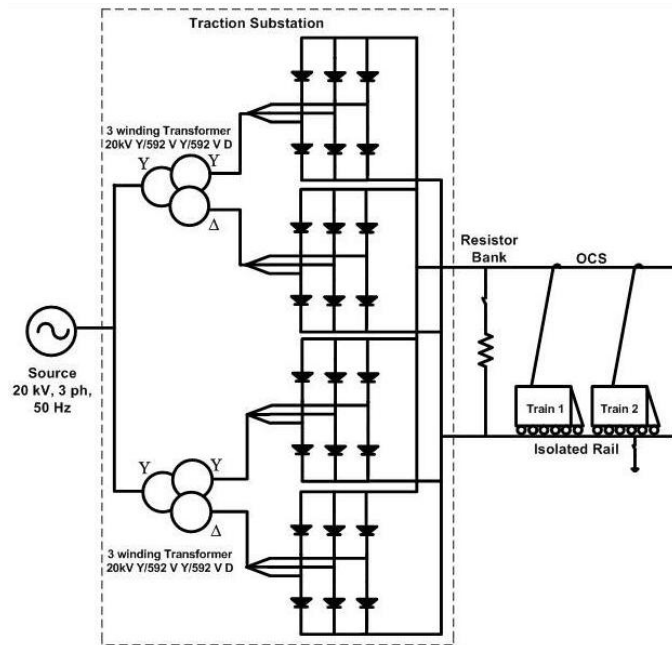 Traction Substation
3 winding Transformer
20kV Y/592 V Y/592 V D
Y
Y
Δ
Resistor
Bank
OCS
Source
20 kV, 3 ph,
50 Hz
Train 1
Train 2
Isolated Rail
Y
Y
Δ
3 winding Transformer
20kV Y/592 V Y/592 V D